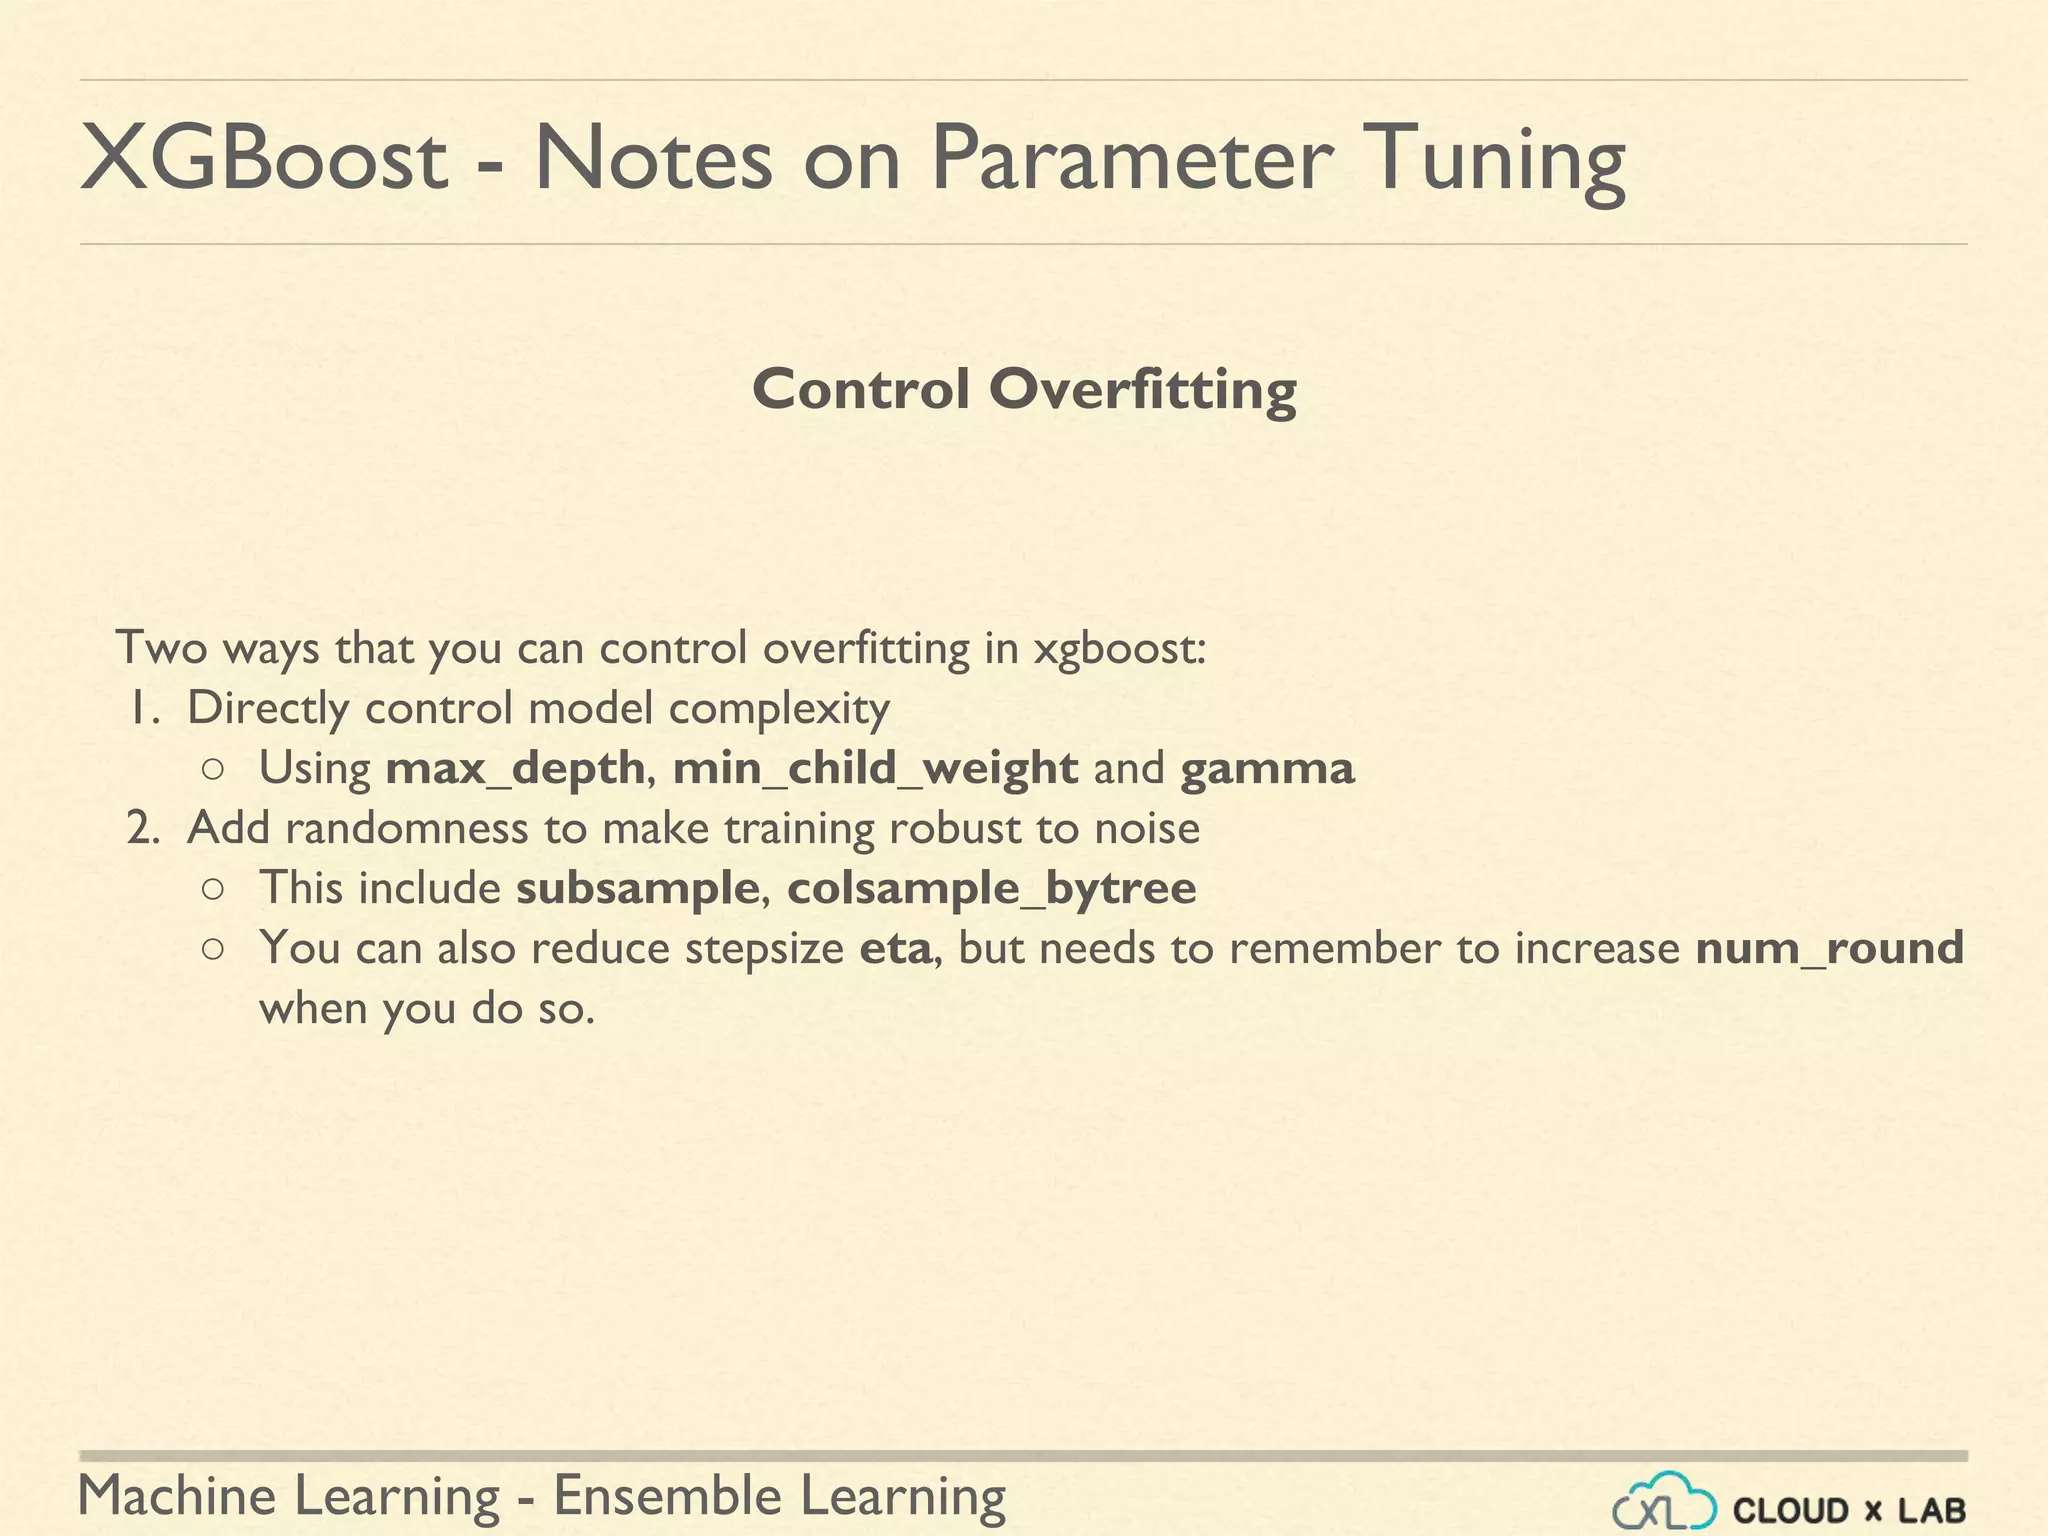 XGBoost - Notes on Parameter Tuning
Control Overfitting
Two ways that you can control overfitting in xgboost:
1. Directly control model complexity
○ Using max_depth, min_child_weight and gamma
2. Add randomness to make training robust to noise
○ This include subsample, colsample_bytree
○ You can also reduce stepsize eta, but needs to remember to increase num_round
when you do so.
Machine Learning - Ensemble Learning
CXL CLOUD x LAB